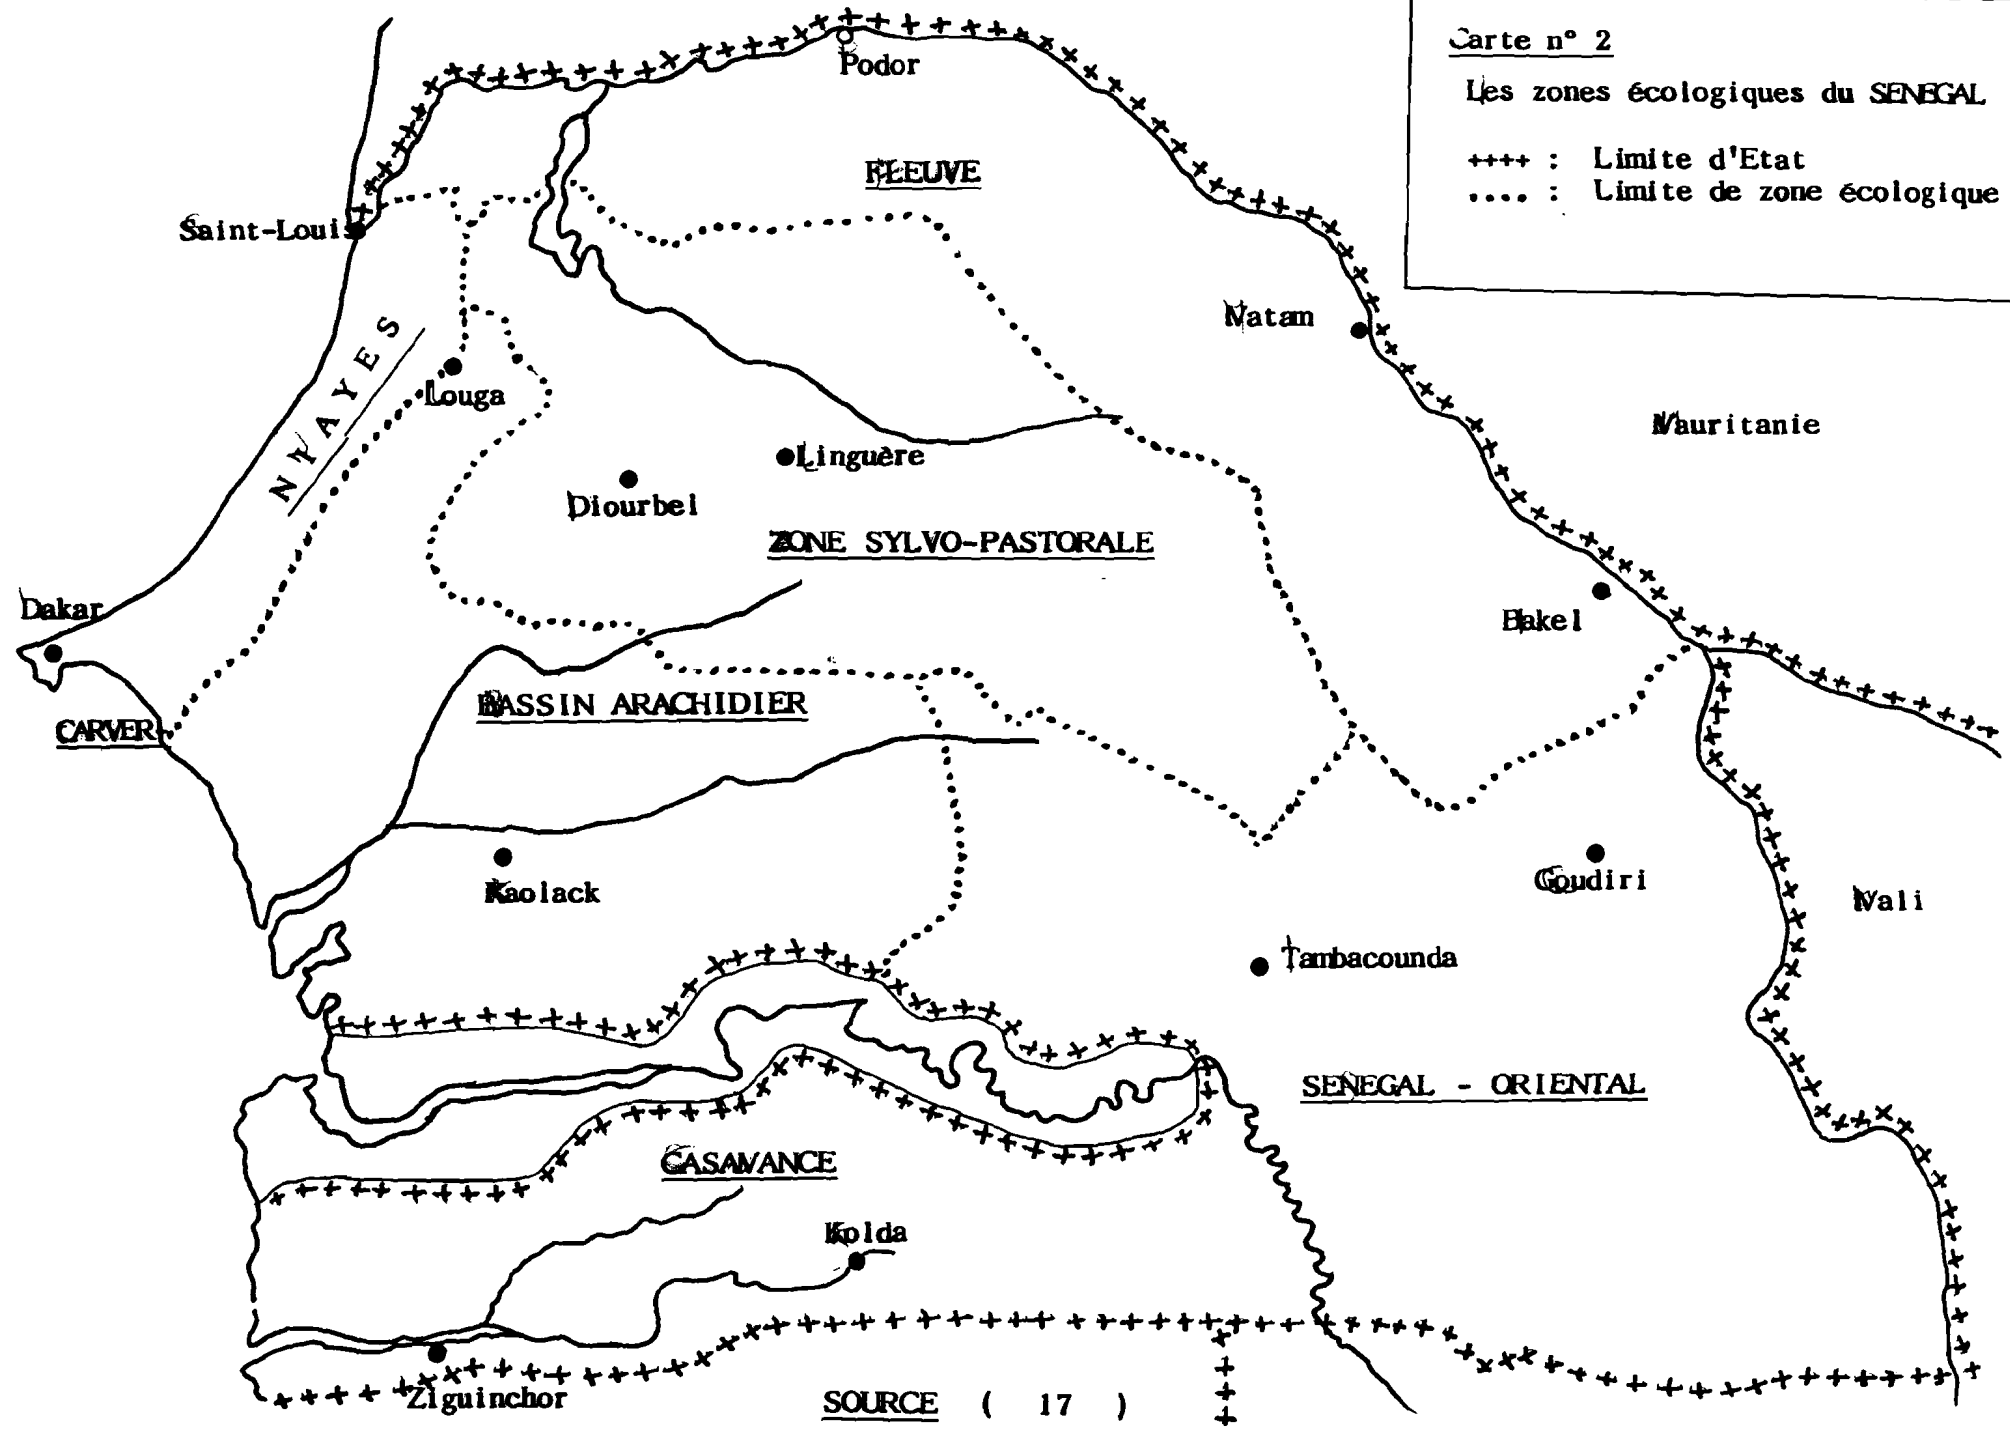 Carte n° 2
Les zones écologiques du SENEGAL
++++ : Limite d'Etat
.... : Limite de zone écologique
Podor
FLEUVE
Saint-Louis
Matam
NIAYES
Louga
Mauritanie
Linguère
Diourbel
ZONE SYLVO-PASTORALE
Dakar
Bakel
BASSIN ARACHIDIER
CARVER
Kaolack
Goudiri
Mali
Tambacounda
SENEGAL - ORIENTAL
CASAMANCE
Kolda
Ziguinchor
SOURCE ( 17 )